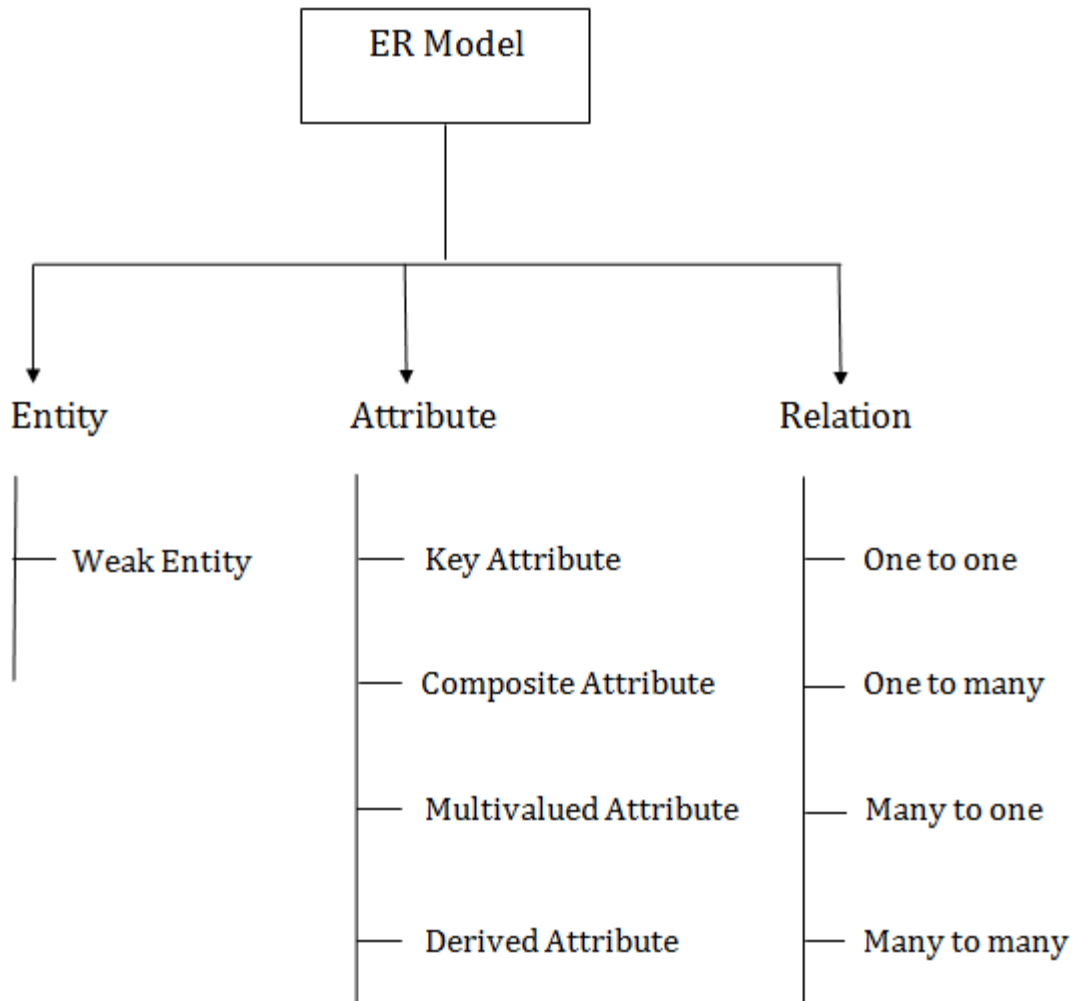 ER Model
Entity
Attribute
Relation
Weak Entity
Key Attribute
One to one
Composite Attribute
One to many
Multivalued Attribute
Many to one
Derived Attribute
Many to many